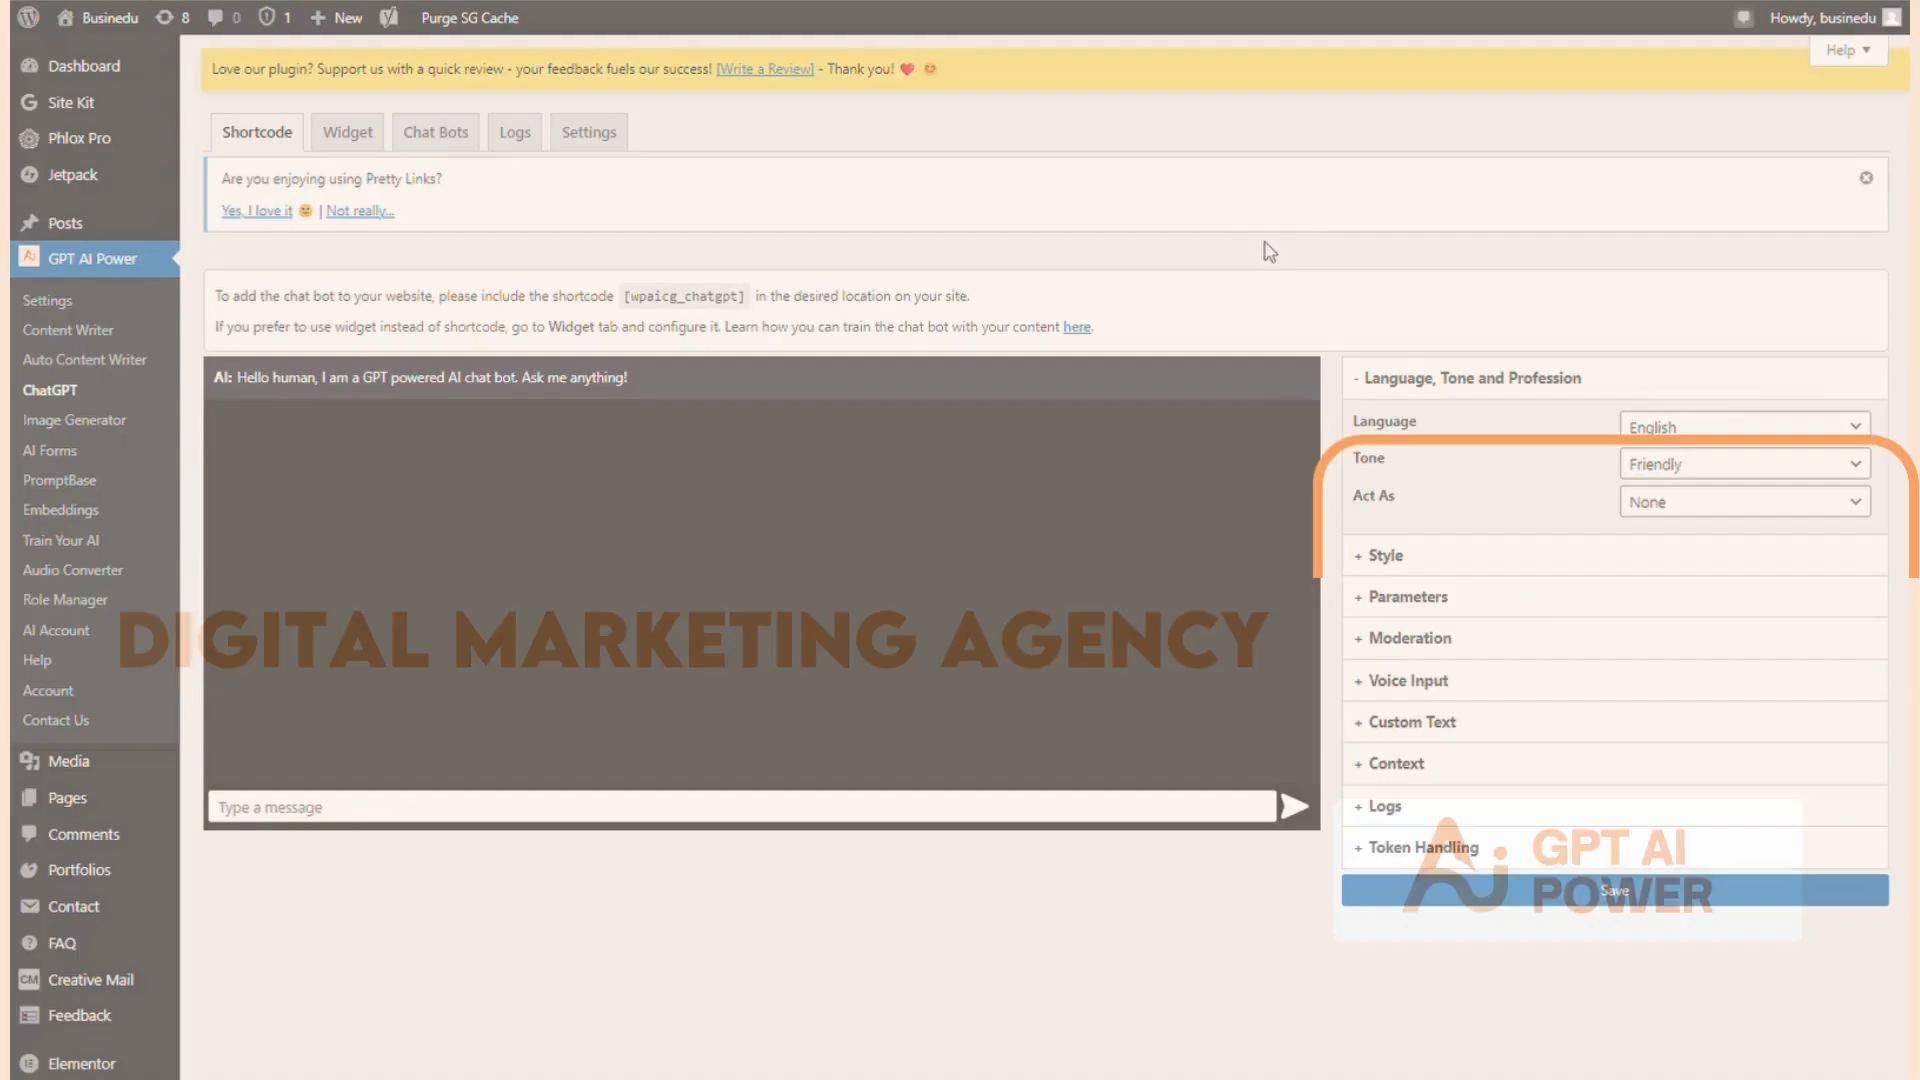 Businedu 8 0 1 New Purge SG Cache Howdy, businedu
Help
Love our plugin? Support us with a quick review - your feedback fuels our success! [Write a Review] - Thank you!
Dashboard
Site Kit
Phlox Pro
Jetpack
Posts
GPT AI Power
Settings
Content Writer
Auto Content Writer
ChatGPT
Image Generator
AI Forms
PromptBase
Embeddings
Train Your AI
Audio Converter
Role Manager
AI Account
Help
Account
Contact Us
Media
Pages
Comments
Portfolios
Contact
FAQ
CM Creative Mail
Feedback
Elementor
Shortcode Widget Chat Bots Logs Settings
Are you enjoying using Pretty Links?
Yes, I love it | Not really...
To add the chat bot to your website, please include the shortcode [wpaicg_chatgpt] in the desired location on your site.
If you prefer to use widget instead of shortcode, go to Widget tab and configure it. Learn how you can train the chat bot with your content here.
AI: Hello human, I am a GPT powered AI chat bot. Ask me anything!
DIGITAL MARKETING AGENCY
Type a message
- Language, Tone and Profession
Language English
Tone Friendly
Act As None
+ Style
+ Parameters
+ Moderation
+ Voice Input
+ Custom Text
+ Context
+ Logs
+ Token Handling
Save
GPT AI
POWER